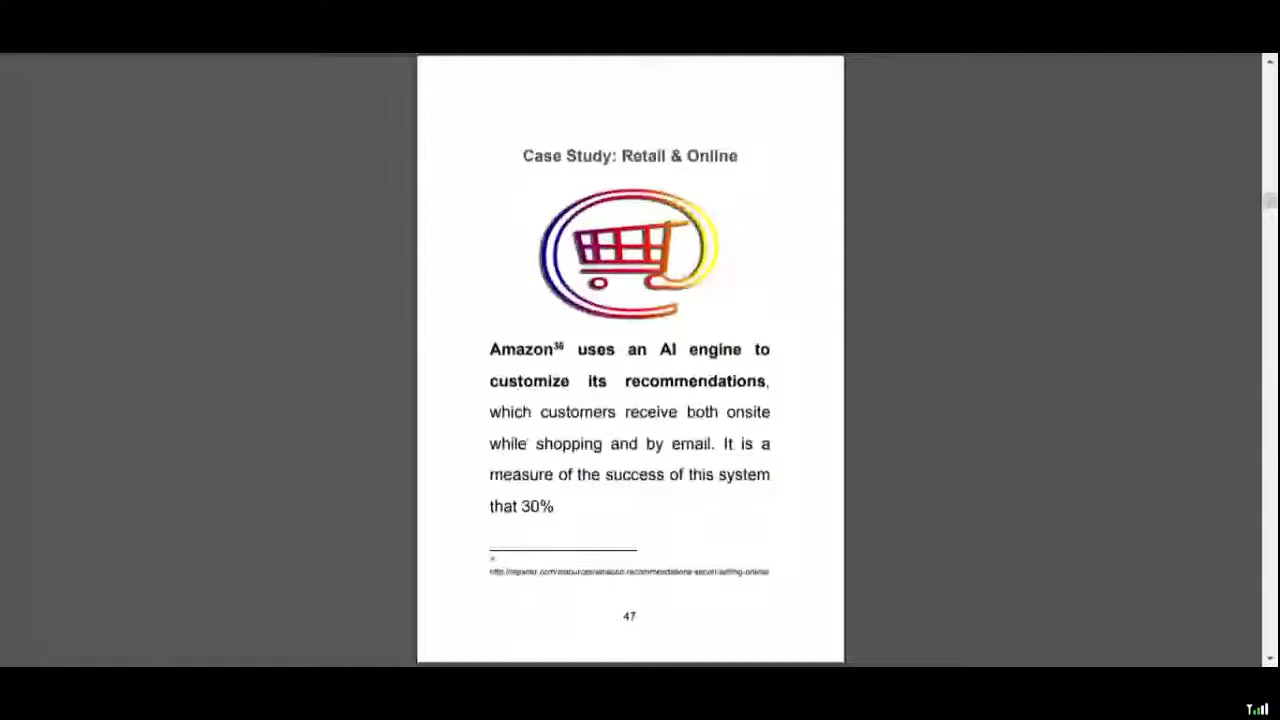 Case Study: Retail & Online
Amazon³⁶ uses an AI engine to
customize its recommendations,
which customers receive both onsite
while shopping and by email. It is a
measure of the success of this system
that 30%
47